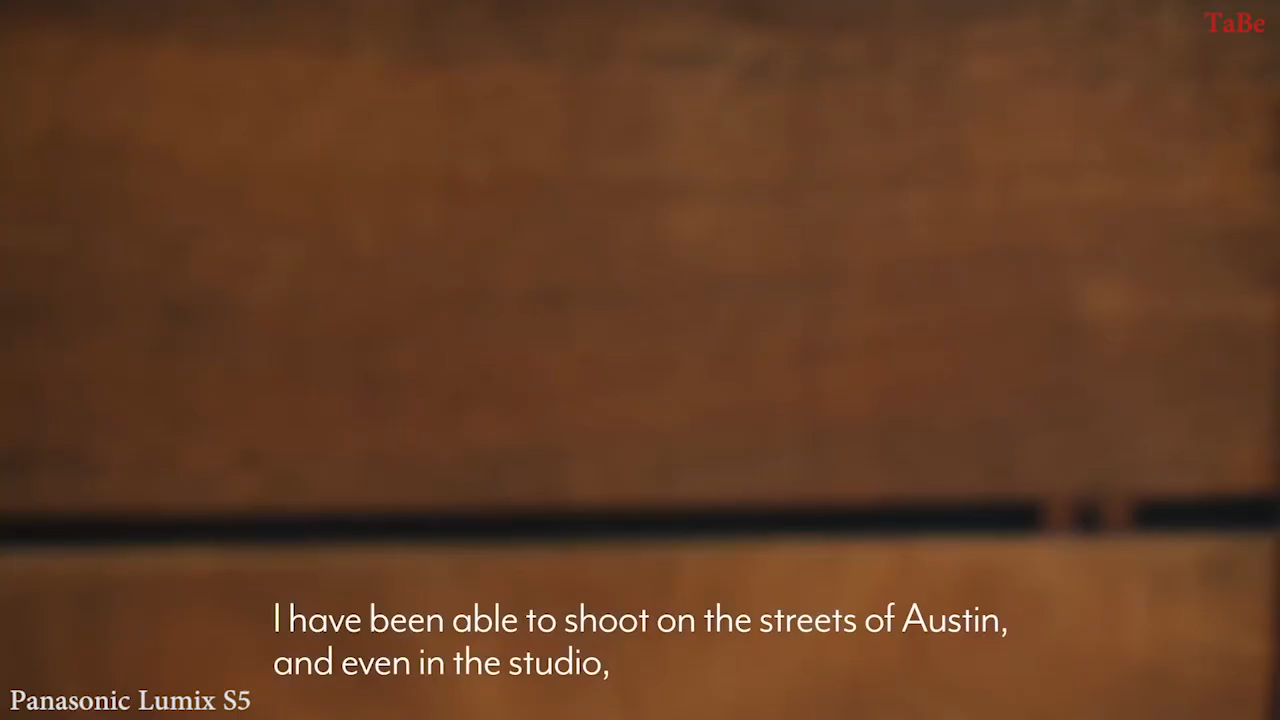 TaBe
I have been able to shoot on the streets of Austin,
and even in the studio,
Panasonic Lumix S5